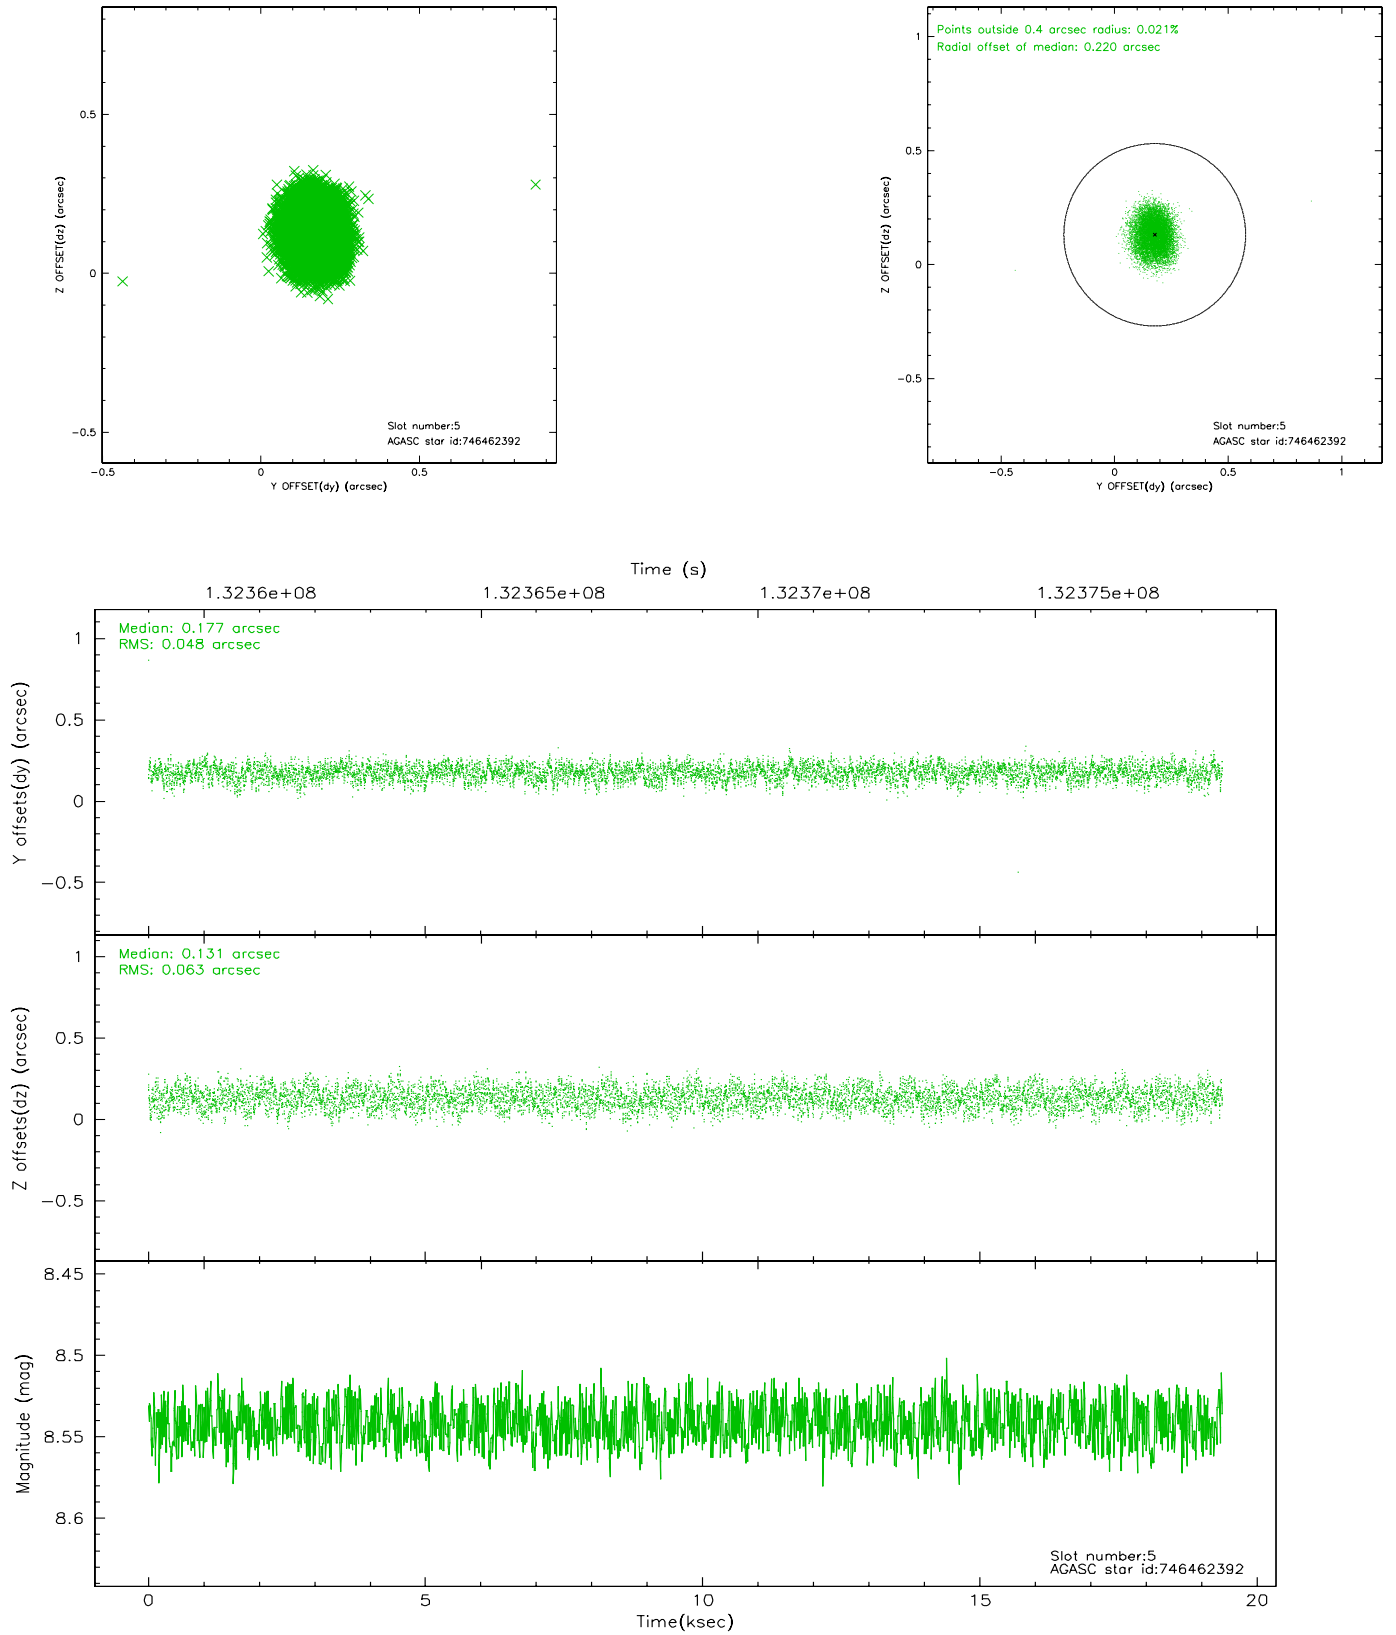 0.5
0
-0.5
Z OFFSET(dz) (arcsec)
Slot number:5
AGASC star id:746462392
-0.5
0
0.5
Y OFFSET(dy) (arcsec)
Points outside 0.4 arcsec radius: 0.021%
Radial offset of median: 0.220 arcsec
1
0.5
0
-0.5
Z OFFSET(dz) (arcsec)
Slot number:5
AGASC star id:746462392
-0.5
0
0.5
1
Y OFFSET(dy) (arcsec)
Time (s)
1.3236e+08
1.32365e+08
1.3237e+08
1.32375e+08
Median: 0.177 arcsec
RMS: 0.048 arcsec
1
0.5
0
-0.5
Y offsets(dy) (arcsec)
Median: 0.131 arcsec
RMS: 0.063 arcsec
1
0.5
0
-0.5
Z offsets(dz) (arcsec)
8.45
8.5
8.55
8.6
Magnitude (mag)
Slot number:5
AGASC star id:746462392
0
5
10
15
20
Time(ksec)